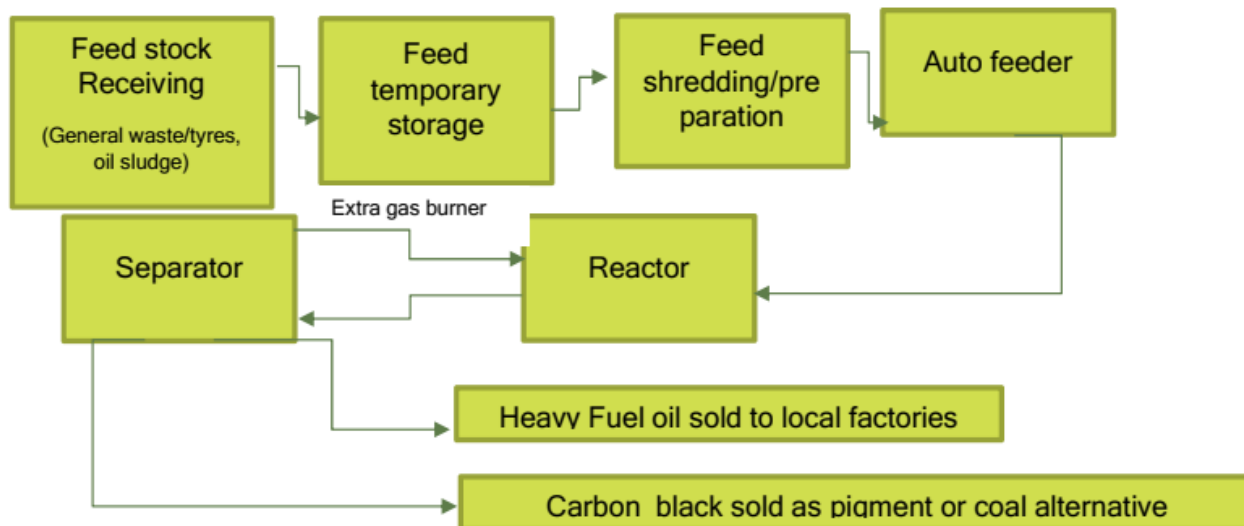 Feed stock
Receiving
(General waste/tyres,
oil sludge)
Feed
temporary
storage
Feed
shredding/pre
paration
Auto feeder
Extra gas burner
Separator
Reactor
Heavy Fuel oil sold to local factories
Carbon black sold as pigment or coal alternative